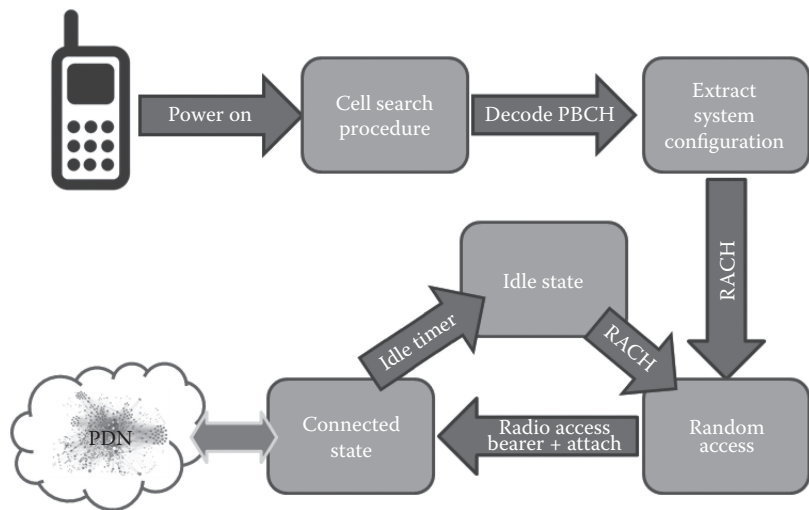 Power on
Cell search
procedure
Decode PBCH
Extract
system
configuration
RACH
Idle state
Idle timer
RACH
PDN
Connected
state
Radio access
bearer + attach
Random
access